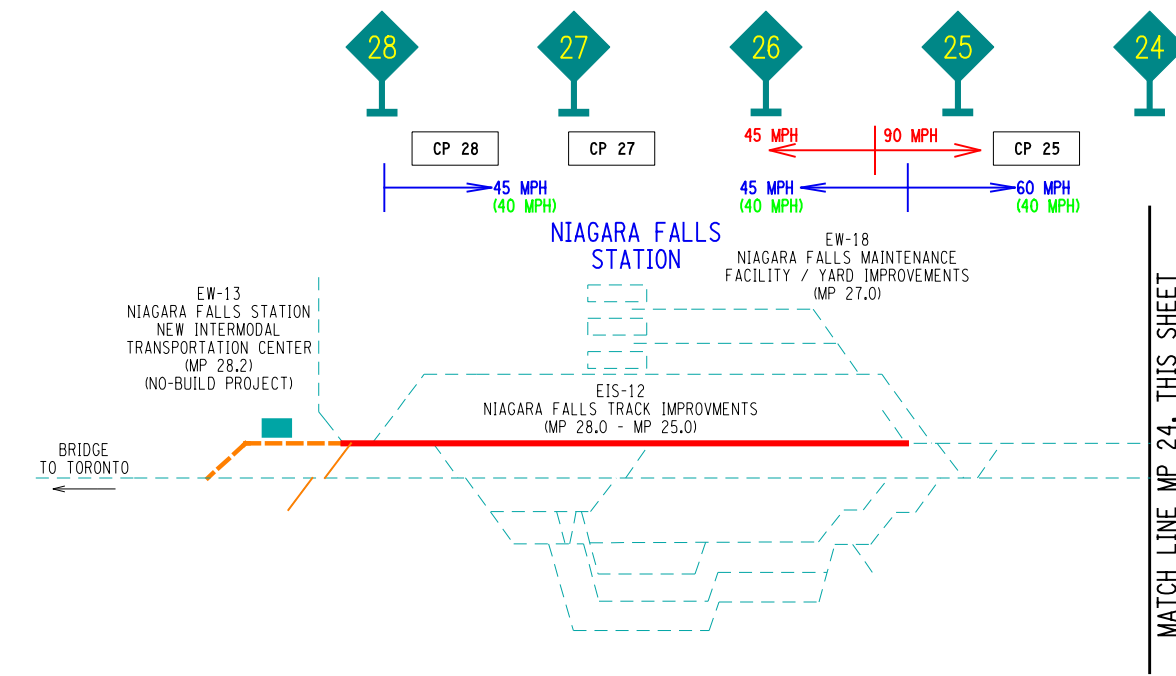 28
27
26
25
24
45 MPH
90 MPH
CP 28
CP 27
CP 25
45 MPH
(40 MPH)
45 MPH
(40 MPH)
60 MPH
(40 MPH)
NIAGARA FALLS
STATION
EW-18
NIAGARA FALLS MAINTENANCE
FACILITY / YARD IMPROVEMENTS
(MP 27.0)
EW-13
NIAGARA FALLS STATION
NEW INTERMODAL
TRANSPORTATION CENTER
(MP 28.2)
(NO-BUILD PROJECT)
EIS-12
NIAGARA FALLS TRACK IMPROVMENTS
(MP 28.0 - MP 25.0)
BRIDGE
TO TORONTO
MATCH LINE MP 24, THIS SHEET